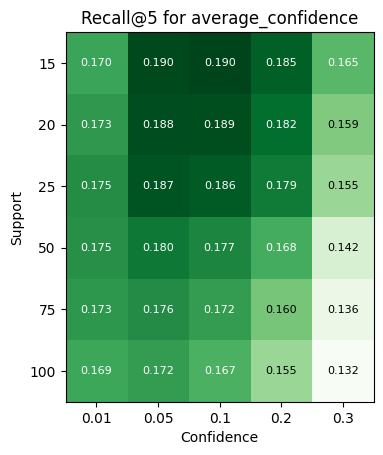 Recall@5 for average_confidence
Support
15 0.170 0.190 0.190 0.185 0.165
20 0.173 0.188 0.189 0.182 0.159
25 0.175 0.187 0.186 0.179 0.155
50 0.175 0.180 0.177 0.168 0.142
75 0.173 0.176 0.172 0.160 0.136
100 0.169 0.172 0.167 0.155 0.132
0.01 0.05 0.1 0.2 0.3
Confidence